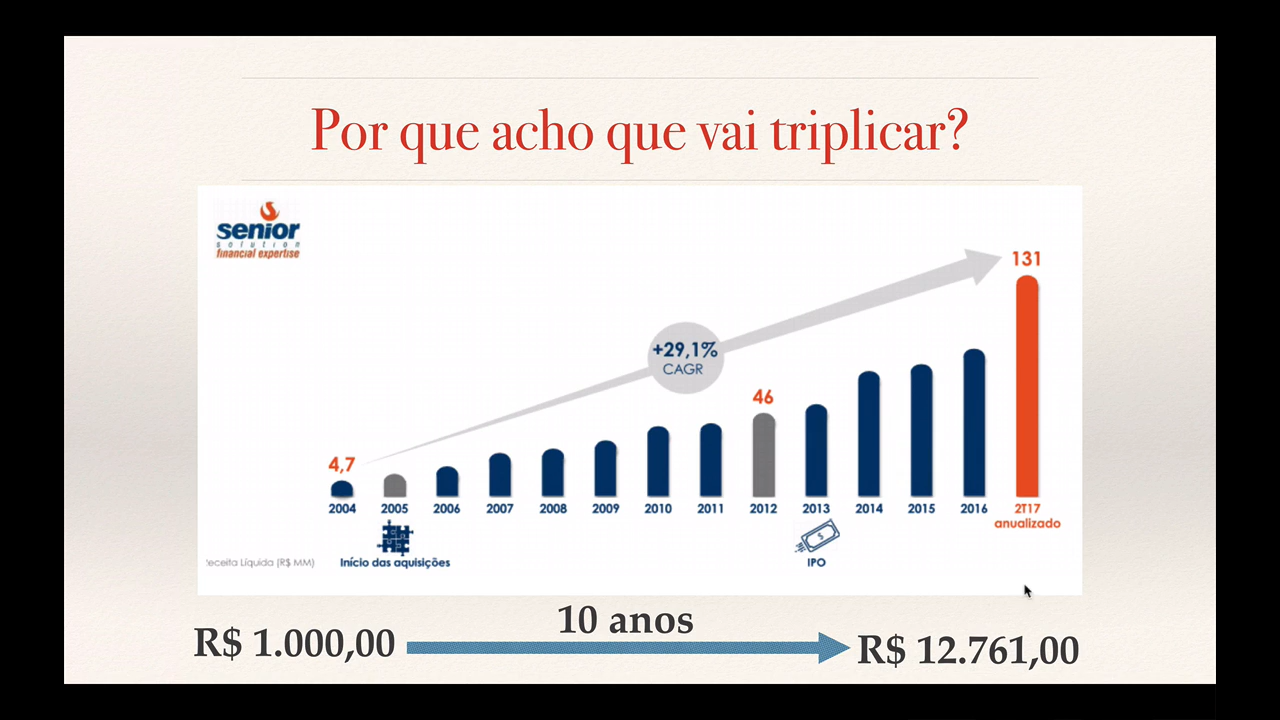 Por que acho que vai triplicar?
senior
solution
financial expertise
131
+29,1%
CAGR
46
4,7
2004 2005 2006 2007 2008 2009 2010 2011 2012 2013 2014 2015 2016 2T17
anualizado
eceita Líquida (R$ MM) Início das aquisições IPO
10 anos
R$ 1.000,00 R$ 12.761,00